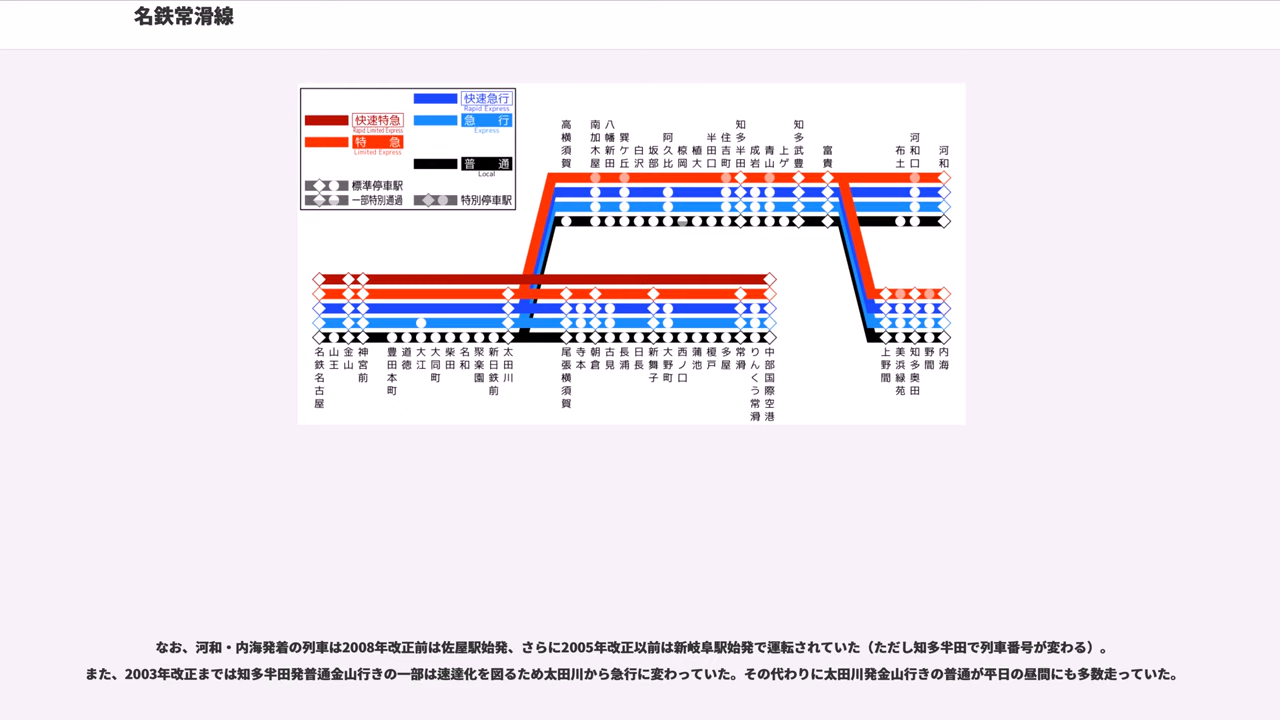 名鉄常滑線
快速急行
Rapid Express
快速特急
Rapid Limited Express
急 行
Express
特 急
Limited Express
普 通
Local
標準停車駅
一部特別通過
特別停車駅
高横須賀
南加木屋
八幡新田
巽ケ丘
白沢
坂部
阿久比
椋岡
植大
半田口
住吉町
知多半田
成岩
青山
上ゲ
知多武豊
富貴
布土
河和口
河和
名鉄名古屋
山王
金山
神宮前
豊田本町
道徳
大江
大同町
柴田
名和
聚楽園
新日鉄前
太田川
尾張横須賀
寺本
朝倉
古見
長浦
日長
新舞子
大野町
西ノ口
蒲池
榎戸
多屋
常滑
りんくう常滑
中部国際空港
上野間
美浜緑苑
知多奥田
野間
内海
なお、河和・内海発着の列車は2008年改正前は佐屋駅始発、さらに2005年改正以前は新岐阜駅始発で運転されていた（ただし知多半田で列車番号が変わる）。
また、2003年改正までは知多半田発普通金山行きの一部は速達化を図るため太田川から急行に変わっていた。その代わりに太田川発金山行きの普通が平日の昼間にも多数走っていた。